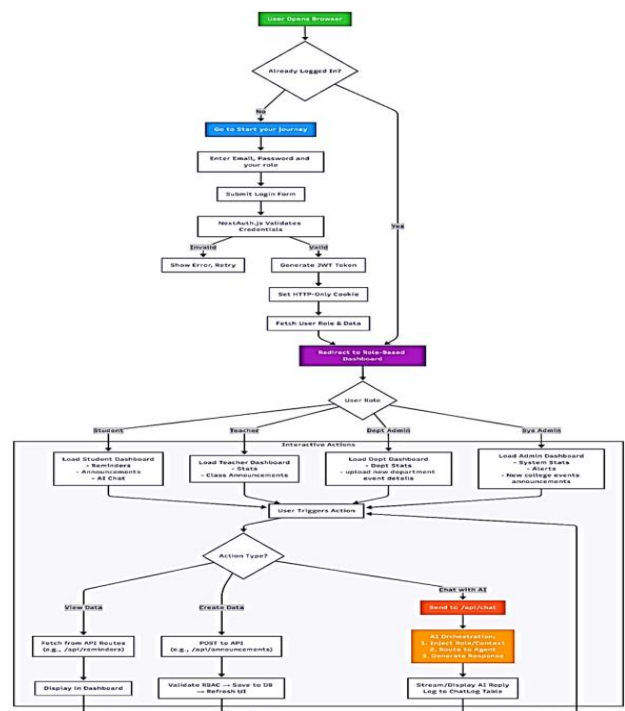 User Opens Browser
Already Logged In?
No
Go to Start your Journey
Enter Email, Password and
your role
Submit Login Form
NextAuth.js Validates
Credentials
Yes
Invalid
Valid
Show Error, Retry
Generate JWT Token
Set HTTP-Only Cookie
Fetch User Role & Data
Redirect to Role-Based
Dashboard
User Role
Student
Teacher
Dept Admin
Sys Admin
Interactive Actions
Load Student Dashboard
- Reminders
- Announcements
- AI Chat
Load Teacher Dashboard
- Stats
- Class Announcements
Load Dept Dashboard
- Dept Stats
- upload new department
event details
Load Admin Dashboard
- System Stats
- Alerts
- New college events
announcements
User Triggers Action
Action Type?
View Data
Create Data
Chat with AI
Send to /api/chat
Fetch from API Routes
(e.g., /api/reminders)
POST to API
(e.g., /api/announcements)
AI Orchestration:
1. Inject Role/Context
2. Route to Agent
3. Generate Response
Display in Dashboard
Validate RBAC → Save to DB
→ Refresh UI
Stream/Display AI Reply
Log to ChatLog Table